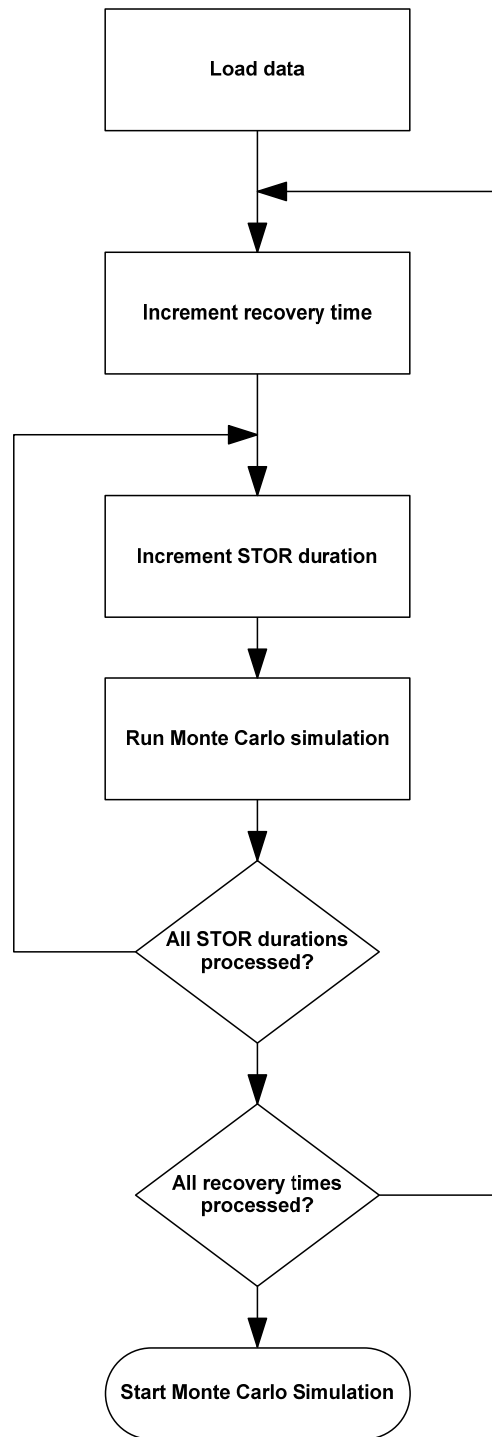 Load data
Increment recovery time
Increment STOR duration
Run Monte Carlo simulation
All STOR durations
processed?
All recovery times
processed?
Start Monte Carlo Simulation